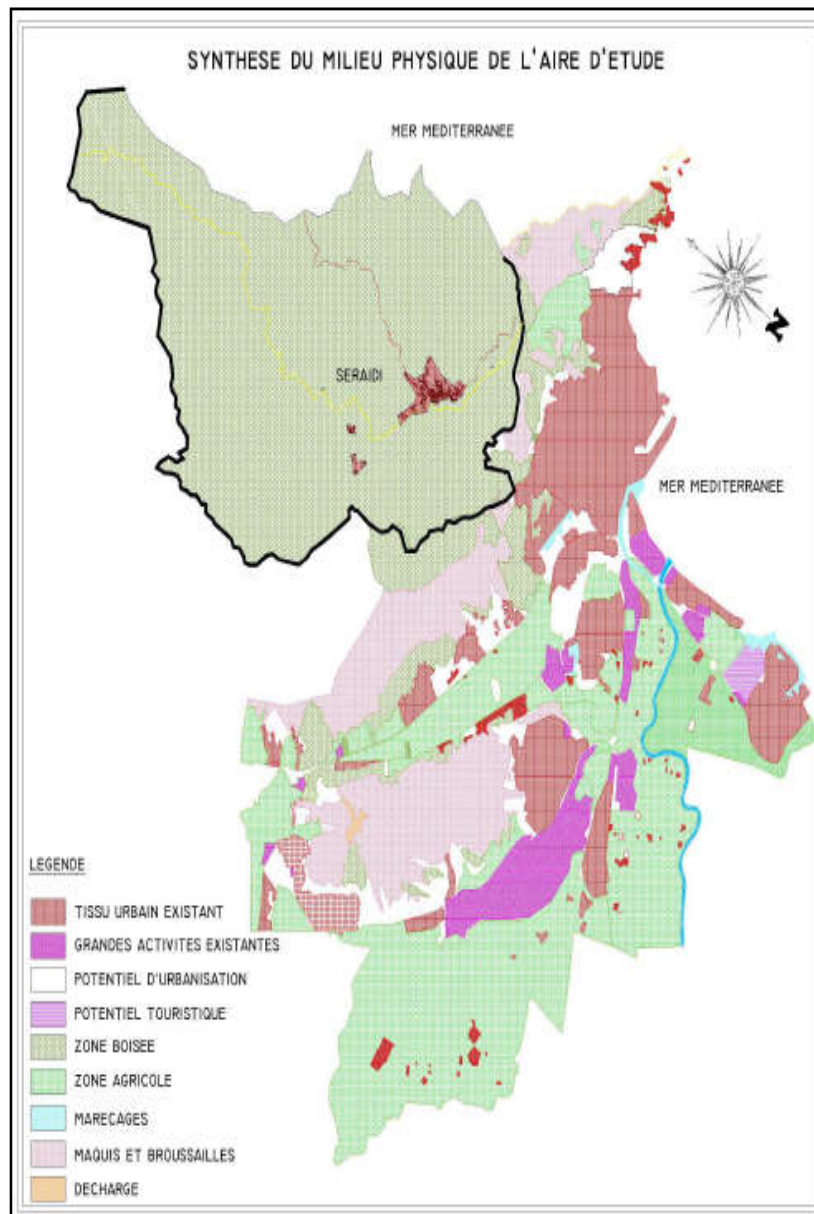 SYNTHESE DU MILIEU PHYSIQUE DE L'AIRE D'ETUDE
MER MEDITERRANEE
N
SERAIDI
MER MEDITERRANEE
LEGENDE
TISSU URBAIN EXISTANT
GRANDES ACTIVITES EXISTANTES
POTENTIEL D'URBANISATION
POTENTIEL TOURISTIQUE
ZONE BOISEE
ZONE AGRICOLE
MARECAGES
MAQUIS ET BROUSSAILLES
DECHARGE